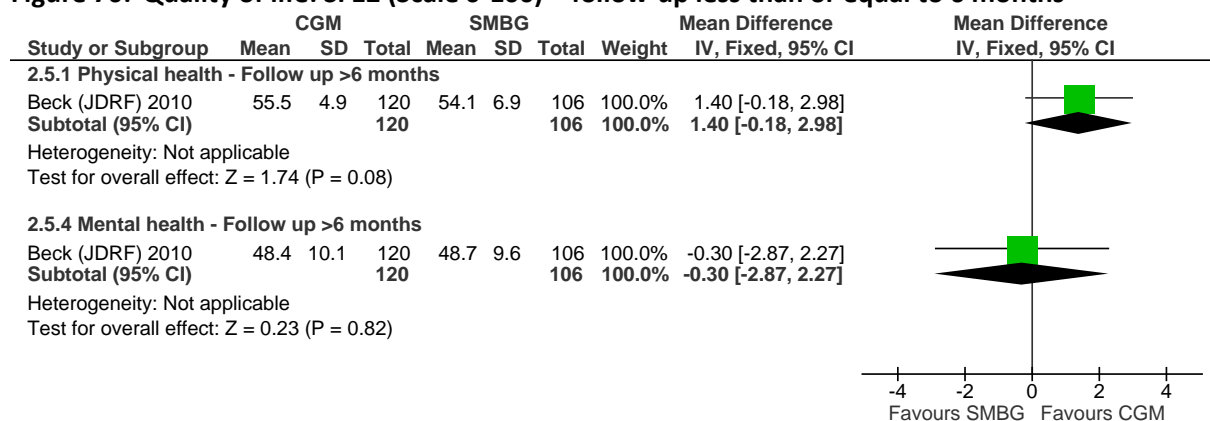 CGM SMBG Mean Difference Mean Difference
Study or Subgroup Mean SD Total Mean SD Total Weight IV, Fixed, 95% CI IV, Fixed, 95% CI
2.5.1 Physical health - Follow up >6 months
Beck (JDRF) 2010 55.5 4.9 120 54.1 6.9 106 100.0% 1.40 [-0.18, 2.98]
Subtotal (95% CI) 120 106 100.0% 1.40 [-0.18, 2.98]
Heterogeneity: Not applicable
Test for overall effect: Z = 1.74 (P = 0.08)
2.5.4 Mental health - Follow up >6 months
Beck (JDRF) 2010 48.4 10.1 120 48.7 9.6 106 100.0% -0.30 [-2.87, 2.27]
Subtotal (95% CI) 120 106 100.0% -0.30 [-2.87, 2.27]
Heterogeneity: Not applicable
Test for overall effect: Z = 0.23 (P = 0.82)
-4 -2 0 2 4
Favours SMBG Favours CGM